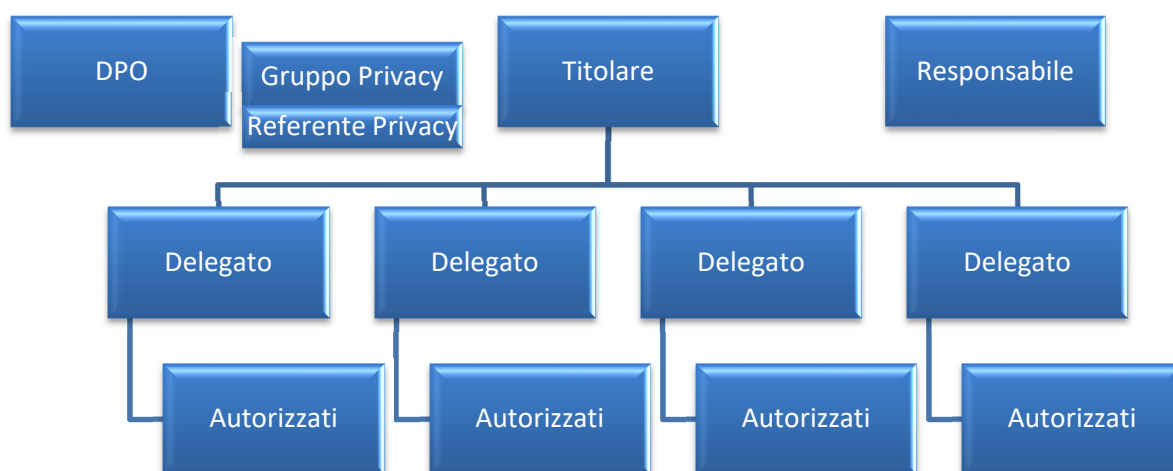 DPO
Gruppo Privacy
Referente Privacy
Titolare
Responsabile
Delegato
Delegato
Delegato
Delegato
Autorizzati
Autorizzati
Autorizzati
Autorizzati